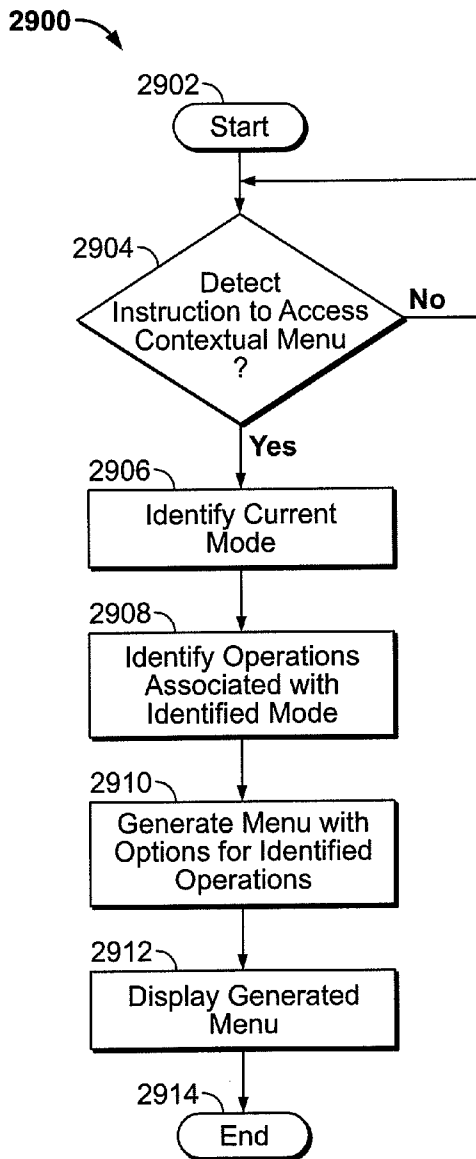 2900
2902
Start
2904
Detect
Instruction to Access
Contextual Menu
?
No
Yes
2906
Identify Current
Mode
2908
Identify Operations
Associated with
Identified Mode
2910
Generate Menu with
Options for Identified
Operations
2912
Display Generated
Menu
2914
End